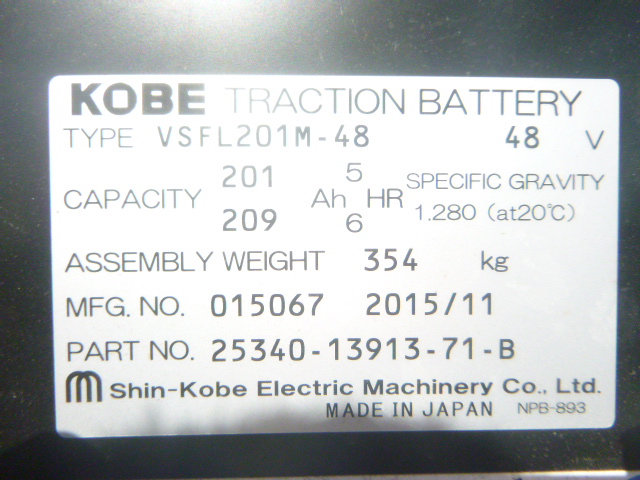 KOBE TRACTION BATTERY
TYPE VSFL201M-48 48 V
CAPACITY 201 Ah 5 HR SPECIFIC GRAVITY
209 6 1.280 (at20℃)
ASSEMBLY WEIGHT 354 kg
MFG. NO. 015067 2015/11
PART NO. 25340-13913-71-B
Shin-Kobe Electric Machinery Co., Ltd.
MADE IN JAPAN NPB-893